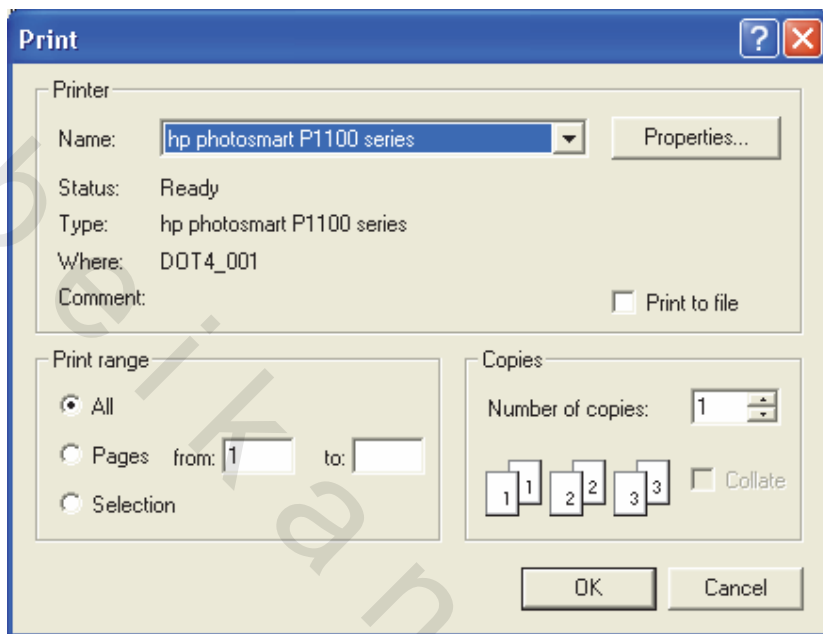 Print
Printer
Name: hp photosmart P1100 series Properties...
Status: Ready
Type: hp photosmart P1100 series
Where: DOT4_001
Comment:
Print to file
Print range
All
Pages from: 1 to:
Selection
Copies
Number of copies: 1
1 1 2 2 3 3
Collate
OK Cancel